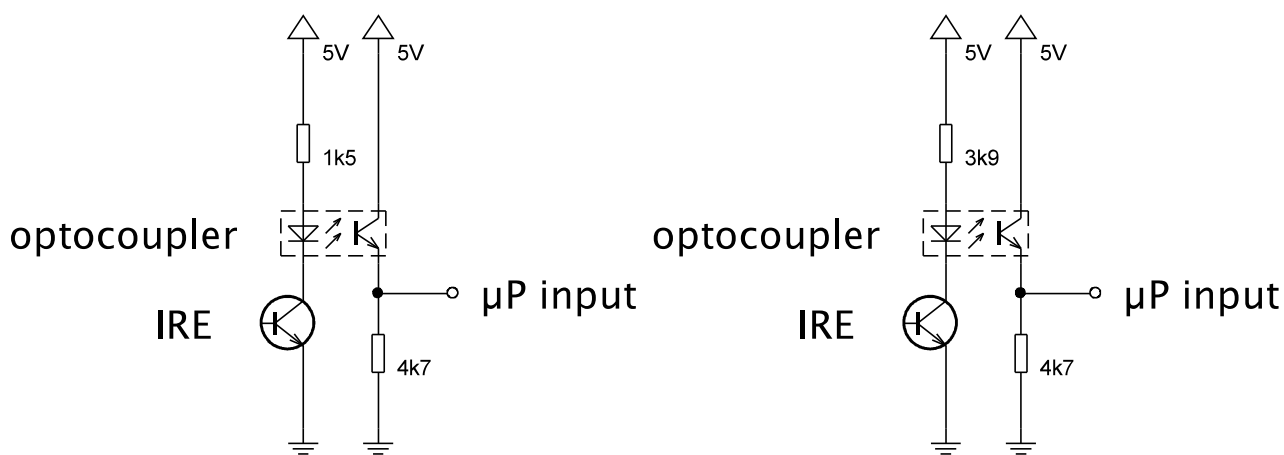 5V 5V
1k5
optocoupler
µP input
IRE
4k7
5V 5V
3k9
optocoupler
µP input
IRE
4k7